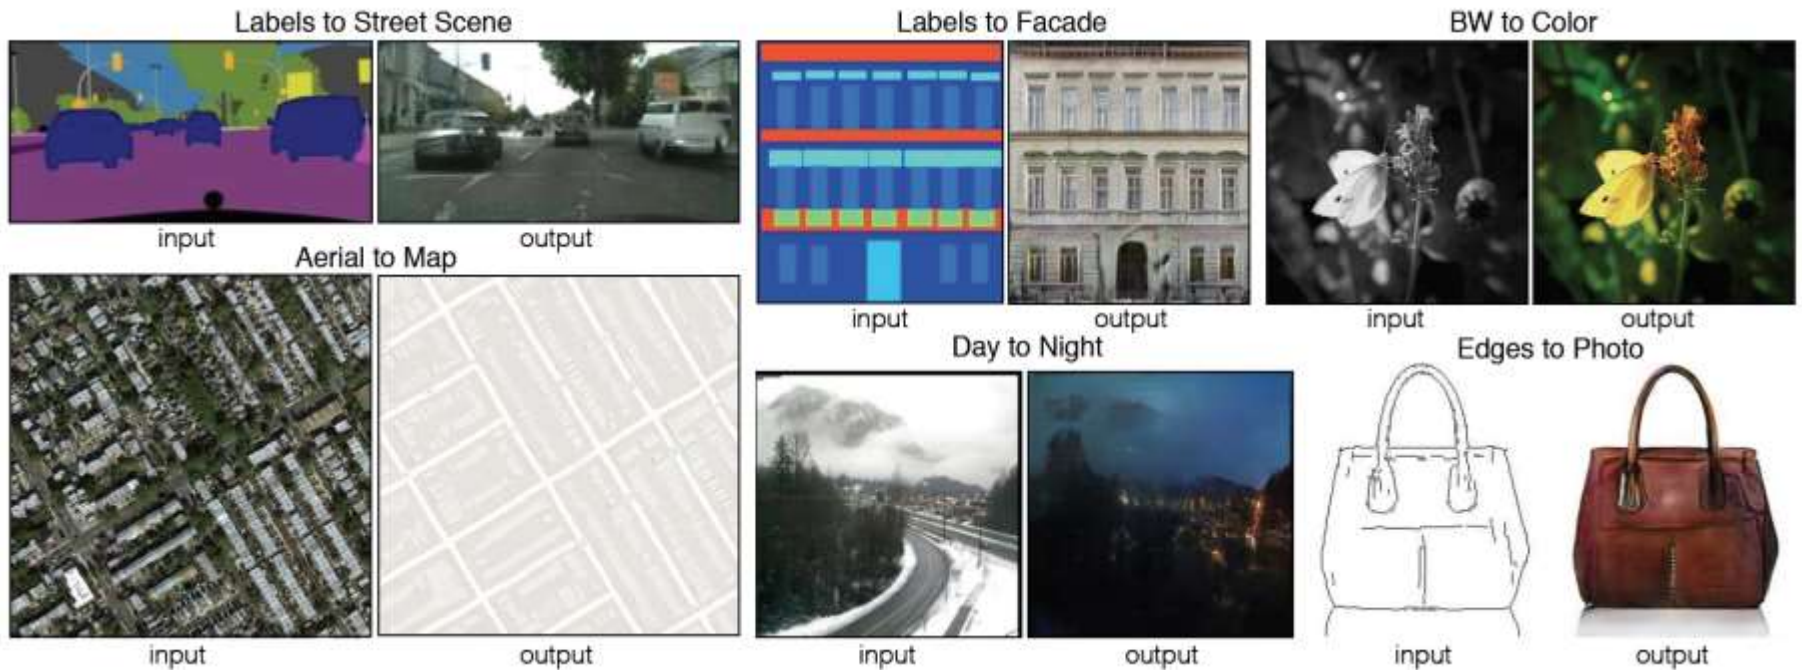 Labels to Street Scene
input
output
Aerial to Map
input
output
Labels to Facade
input
output
BW to Color
input
output
Day to Night
input
output
Edges to Photo
input
output